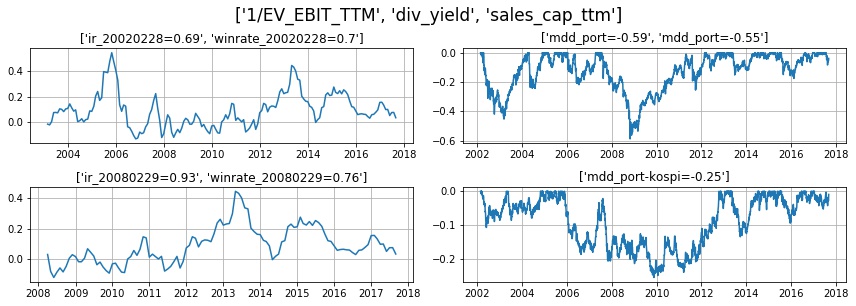 ['1/EV_EBIT_TTM', 'div_yield', 'sales_cap_ttm']
['ir_20020228=0.69', 'winrate_20020228=0.7']
0.4
0.2
0.0
2004 2006 2008 2010 2012 2014 2016 2018
['mdd_port=-0.59', 'mdd_port=-0.55']
0.0
−0.2
−0.4
−0.6
2002 2004 2006 2008 2010 2012 2014 2016 2018
['ir_20080229=0.93', 'winrate_20080229=0.76']
0.4
0.2
0.0
2008 2009 2010 2011 2012 2013 2014 2015 2016 2017 2018
['mdd_port-kospi=-0.25']
0.0
−0.1
−0.2
2002 2004 2006 2008 2010 2012 2014 2016 2018